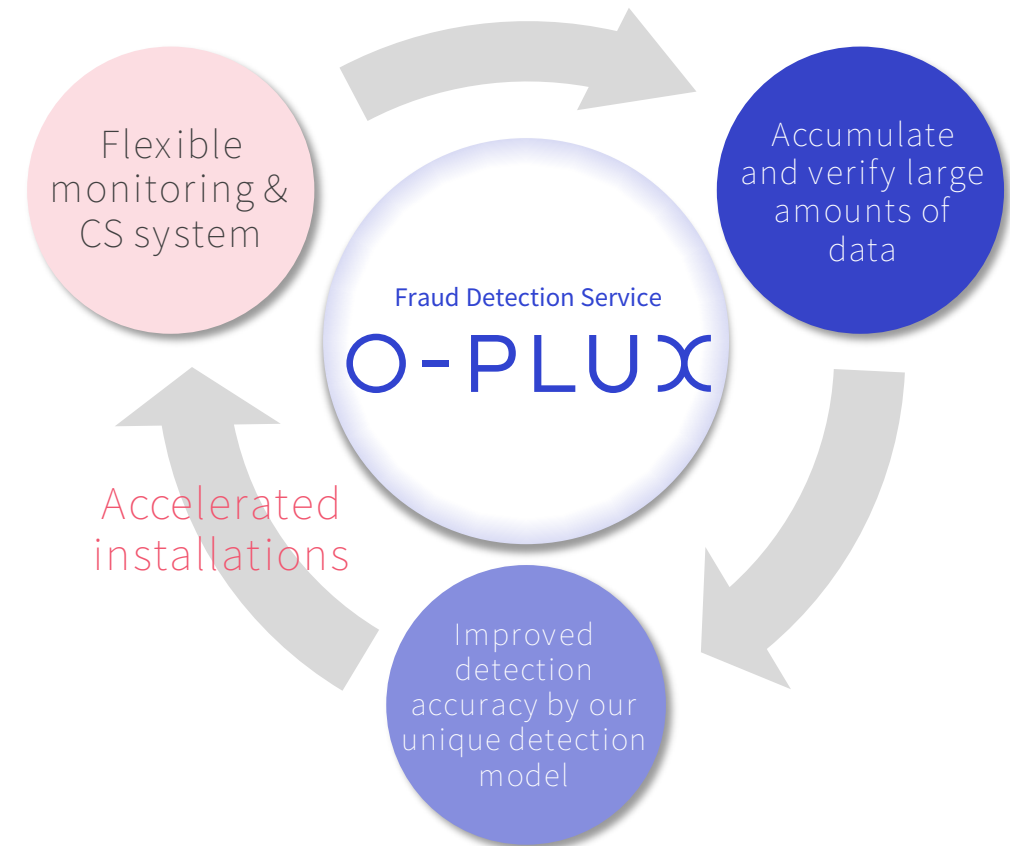 Flexible
monitoring &
CS system
Accumulate
and verify large
amounts of
data
Fraud Detection Service
O-PLUX
Accelerated
installations
Improved
detection
accuracy by our
unique detection
model